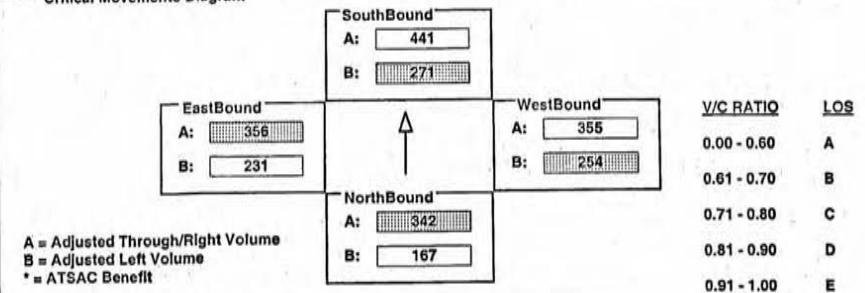 Critical Movements Diagram
SouthBound
A: 441
B: 271
EastBound
A: 356
B: 231
WestBound
A: 355
B: 254
NorthBound
A: 342
B: 167
A = Adjusted Through/Right Volume
B = Adjusted Left Volume
* = ATSAC Benefit
V/C RATIO LOS
0.00 - 0.60 A
0.61 - 0.70 B
0.71 - 0.80 C
0.81 - 0.90 D
0.91 - 1.00 E